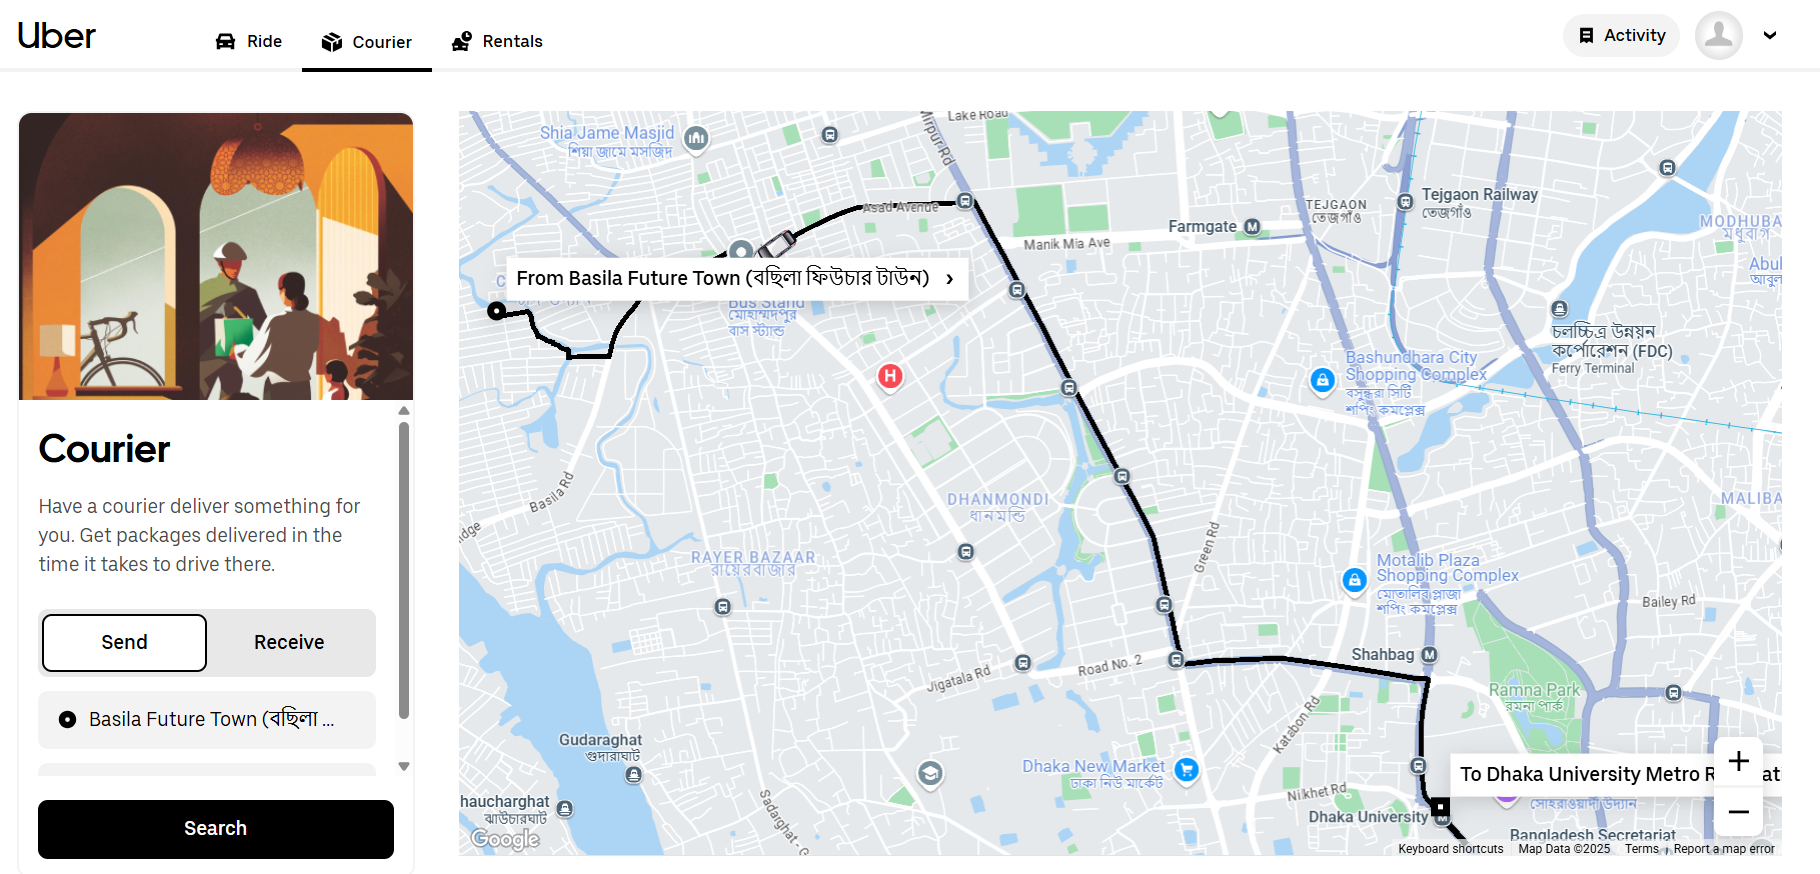 Uber
Ride
Courier
Rentals
Activity
Courier
Have a courier deliver something for
you. Get packages delivered in the
time it takes to drive there.
Send
Receive
Basila Future Town (বছিলা ...
Search
Shia Jame Masjid
শিয়া জামে মসজিদ
Mirpur Rd
Lake Road
Asad Avenue
From Basila Future Town (বছিলা ফিউচার টাউন)
Bus Stand
মোহাম্মদপুর
বাস স্ট্যান্ড
H
Manik Mia Ave
Farmgate
TEJGAON
তেজগাঁও
Tejgaon Railway
তেজগাঁও
MODHUBA
মধুবাগ
Abul
আবুল
চলচ্চিত্র উন্নয়ন
কর্পোরেশন (FDC)
Ferry Terminal
Bashundhara City
Shopping Complex
বসুন্ধরা সিটি
শপিং কমপ্লেক্স
Basila Rd
DHANMONDI
ধানমন্ডি
RAYER BAZAAR
রায়েরবাজার
Green Rd
MALIBA
Motalib Plaza
Shopping Complex
মোতালিব প্লাজা
শপিং কমপ্লেক্স
Bailey Rd
Shahbag
Road No. 2
Jigatala Rd
Ramna Park
রমনা পার্ক
Katabon Rd
Gudaraghat
গুদারাঘাট
Dhaka New Market
ঢাকা নিউ মার্কেট
To Dhaka University Metro R
ati
সোহরাওয়ার্দী উদ্যান
Nilkhet Rd
Dhaka University
haucharghat
ঝাউচারঘাট
Sadarghat-G
Bangladesh Secretariat
Google
Keyboard shortcuts
Map Data ©2025
Terms
Report a map error